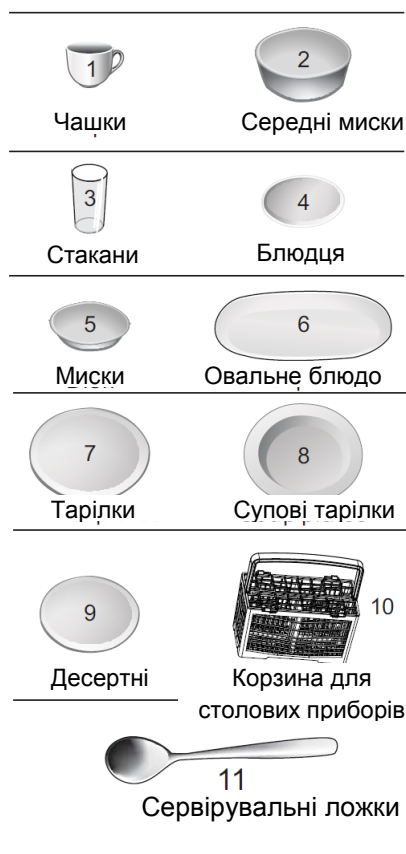 1
2
Чашки
Середні миски
3
4
Стакани
Блюдця
5
6
Миски
Овальне блюдо
7
8
Тарілки
Супові тарілки
9
10
Десертні
Корзина для
столових приборів
11
Сервірувальні ложки